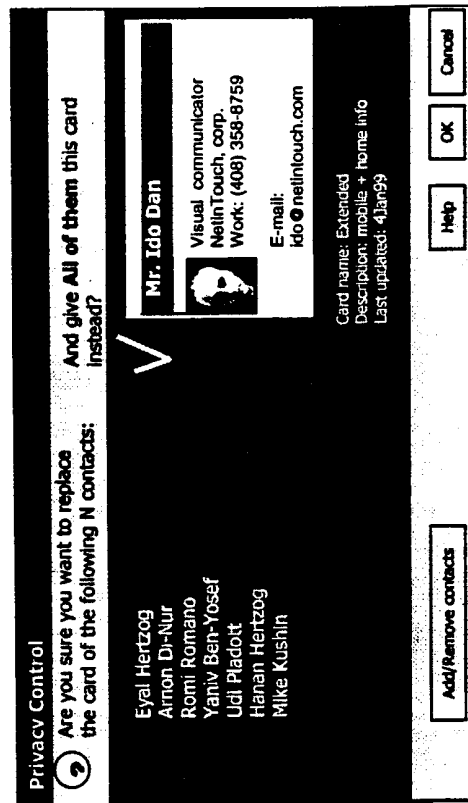 Privacy Control
? Are you sure you want to replace
the card of the following N contacts:
And give All of them this card
instead?
Eyal Hertzog
Arnon Di-Nur
Romi Romano
Yaniv Ben-Yosef
Udi Pladott
Hanan Hertzog
Mike Kushin
Mr. Ido Dan
Visual communicator
NetInTouch, corp.
Work: (408) 358-8759
E-mail:
ido@netintouch.com
Card name: Extended
Description: mobile + home info
Last updated: 4Jan99
Add/Remove contacts
Help
OK
Cancel